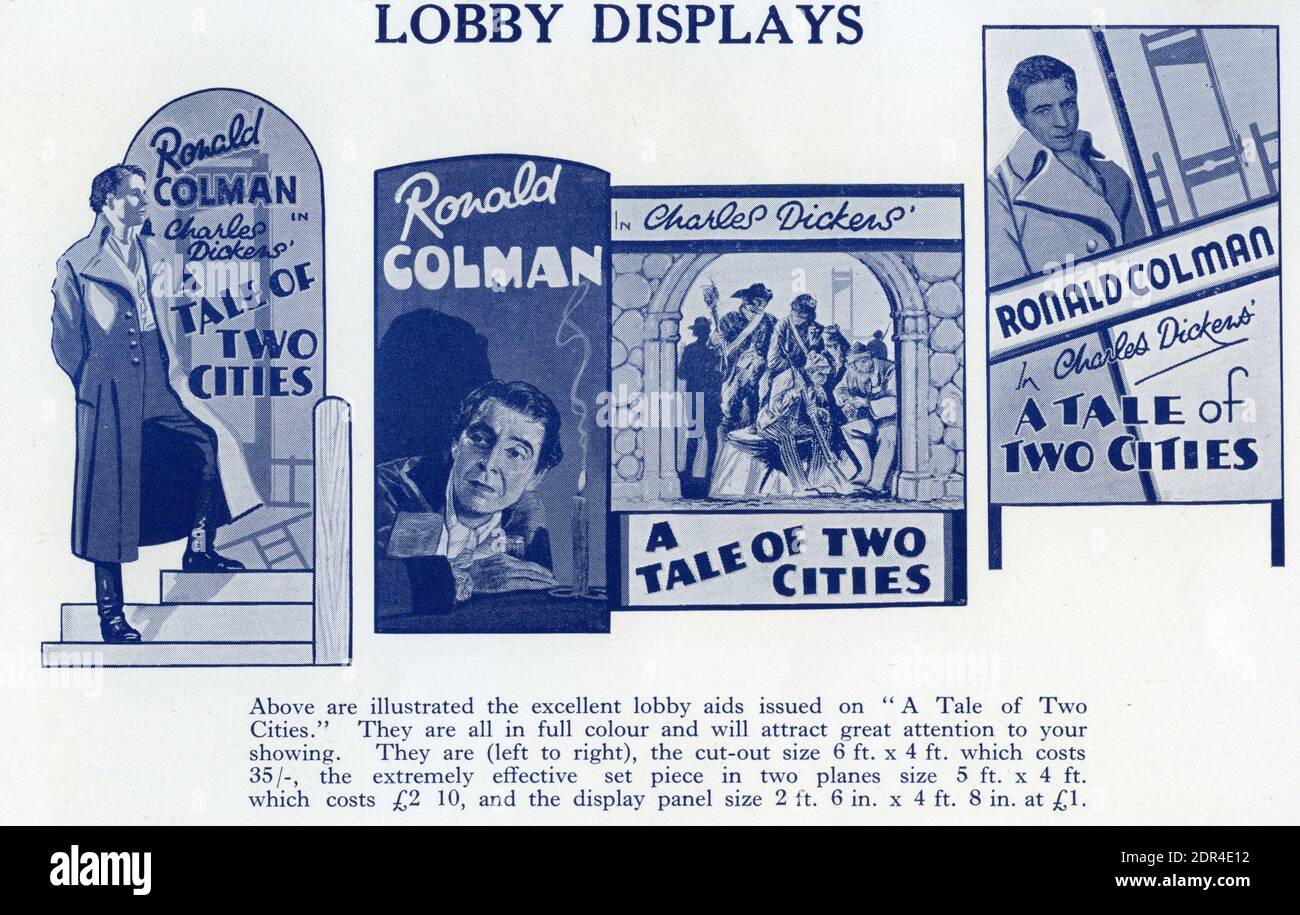 LOBBY DISPLAYS
Ronald
COLMAN
IN
Charles
Dickens'
A
TALE OF
TWO
CITIES
Ronald
COLMAN
IN Charles Dickens'
A
TALE OF TWO
CITIES
RONALD COLMAN
In Charles Dickens'
A TALE of
TWO CITIES
Above are illustrated the excellent lobby aids issued on "A Tale of Two
Cities." They are all in full colour and will attract great attention to your
showing. They are (left to right), the cut-out size 6 ft. x 4 ft. which costs
35/-, the extremely effective set piece in two planes size 5 ft. x 4 ft.
which costs £2 10, and the display panel size 2 ft. 6 in. x 4 ft. 8 in. at £1.
alamy
alamy
Image ID: 2DR4E12
www.alamy.com